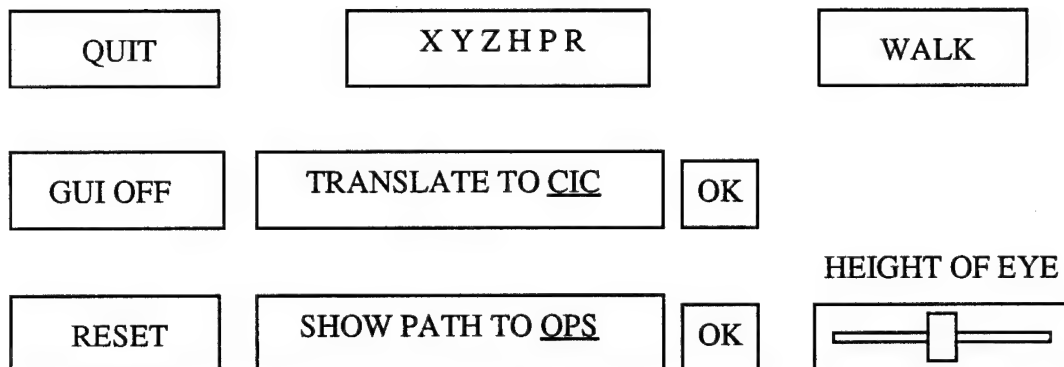 QUIT
X Y Z H P R
WALK
GUI OFF
TRANSLATE TO CIC
OK
HEIGHT OF EYE
RESET
SHOW PATH TO OPS
OK